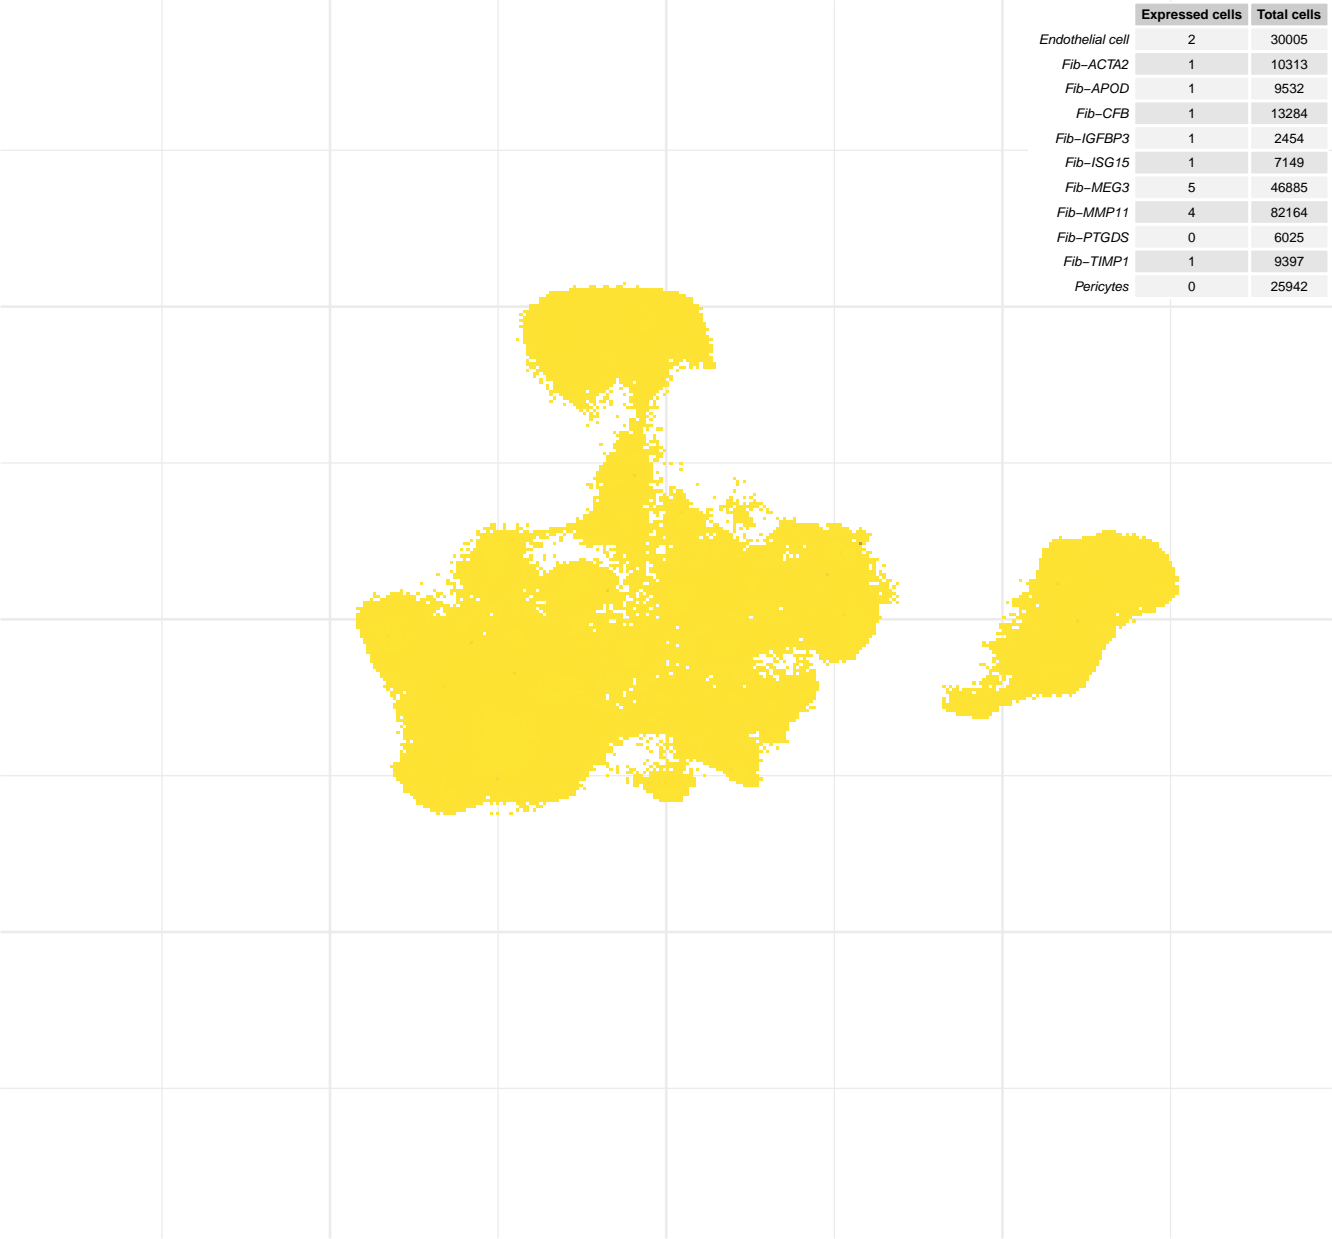 Expressed cells Total cells
Endothelial cell 2 30005
Fib−ACTA2 1 10313
Fib−APOD 1 9532
Fib−CFB 1 13284
Fib−IGFBP3 1 2454
Fib−ISG15 1 7149
Fib−MEG3 5 46885
Fib−MMP11 4 82164
Fib−PTGDS 0 6025
Fib−TIMP1 1 9397
Pericytes 0 25942